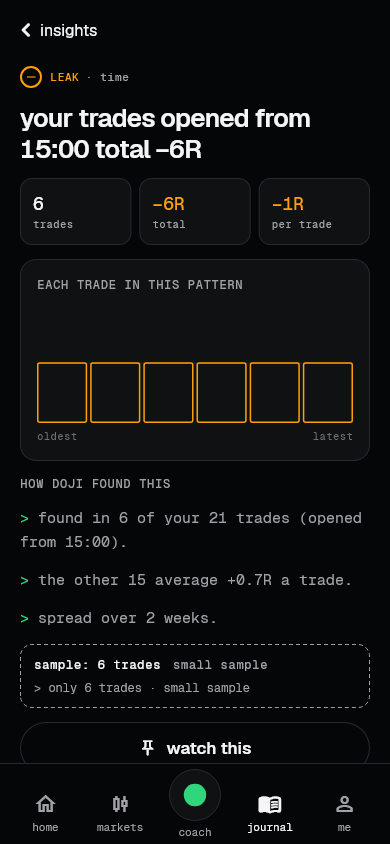 insights
LEAK · time
your trades opened from
15:00 total −6R
6
trades
−6R
total
−1R
per trade
EACH TRADE IN THIS PATTERN
oldest
latest
HOW DOJI FOUND THIS
> found in 6 of your 21 trades (opened
from 15:00).
> the other 15 average +0.7R a trade.
> spread over 2 weeks.
sample: 6 trades small sample
> only 6 trades · small sample
watch this
home
markets
coach
journal
me